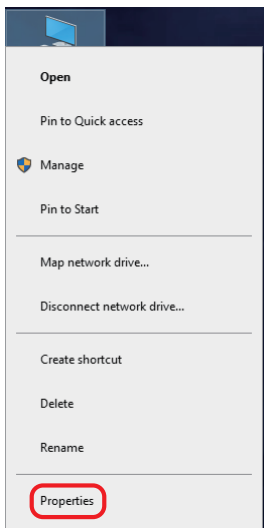 Open
Pin to Quick access
Manage
Pin to Start
Map network drive...
Disconnect network drive...
Create shortcut
Delete
Rename
Properties